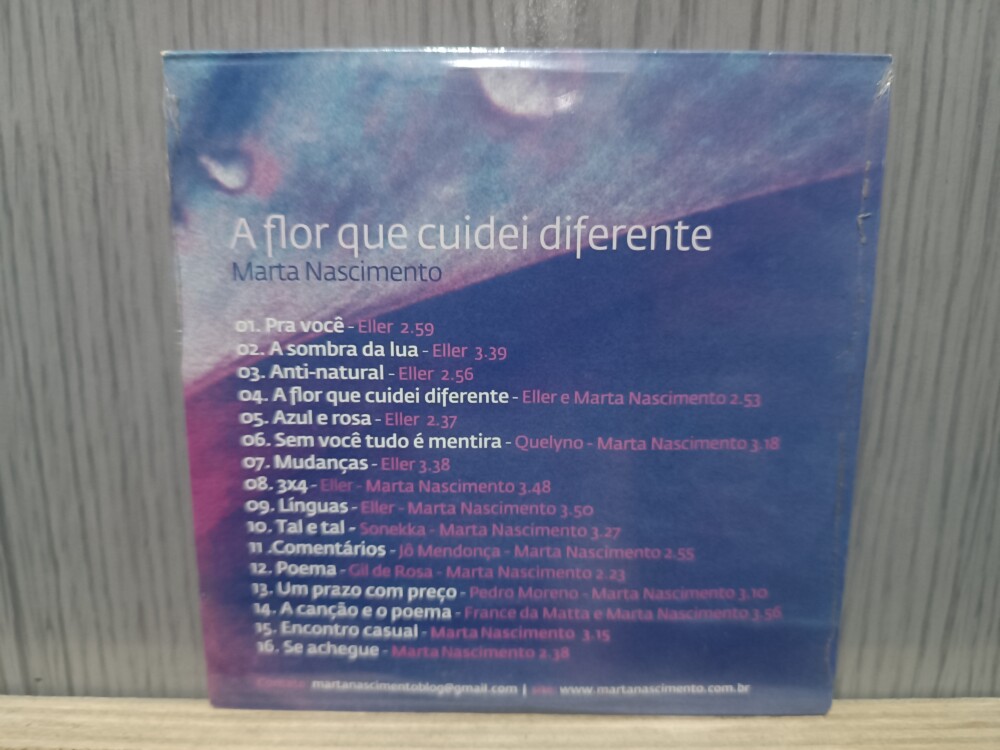 A flor que cuidei diferente
Marta Nascimento
01. Pra você - Eller 2.59
02. A sombra da lua - Eller 3.39
03. Anti-natural - Eller 2.56
04. A flor que cuidei diferente - Eller e Marta Nascimento 2.53
05. Azul e rosa - Eller 2.37
06. Sem você tudo é mentira - Quelyno - Marta Nascimento 3.18
07. Mudanças - Eller 3.38
08. 3x4 - Eller - Marta Nascimento 3.48
09. Línguas - Eller - Marta Nascimento 3.50
10. Tal e tal - Sonekka - Marta Nascimento 3.27
11 .Comentários - Jô Mendonça - Marta Nascimento 2.55
12. Poema - Gil de Rosa - Marta Nascimento 2.23
13. Um prazo com preço - Pedro Moreno - Marta Nascimento 3.10
14. A canção e o poema - France da Matta e Marta Nascimento 3.56
15. Encontro casual - Marta Nascimento 3.15
16. Se achegue - Marta Nascimento 2.38
martanascimentoblog@gmail.com | www.martanascimento.com.br